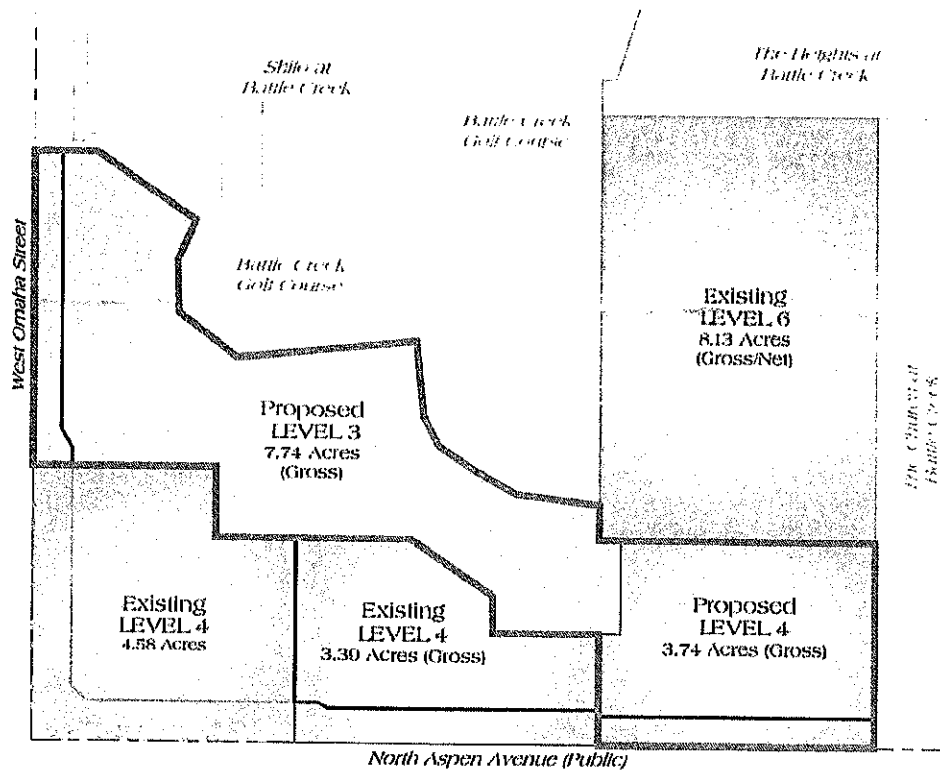 Shilo at
Battle Creek
The Heights at
Battle Creek
Battle Creek
Golf Course
Battle Creek
Golf Course
West Omaha Street
Existing
LEVEL 6
8.13 Acres
(Gross/Net)
Proposed
LEVEL 3
7.74 Acres
(Gross)
Battle Creek
Existing
LEVEL 4
4.58 Acres
Existing
LEVEL 4
3.39 Acres (Gross)
Proposed
LEVEL 4
3.74 Acres (Gross)
North Aspen Avenue (Public)